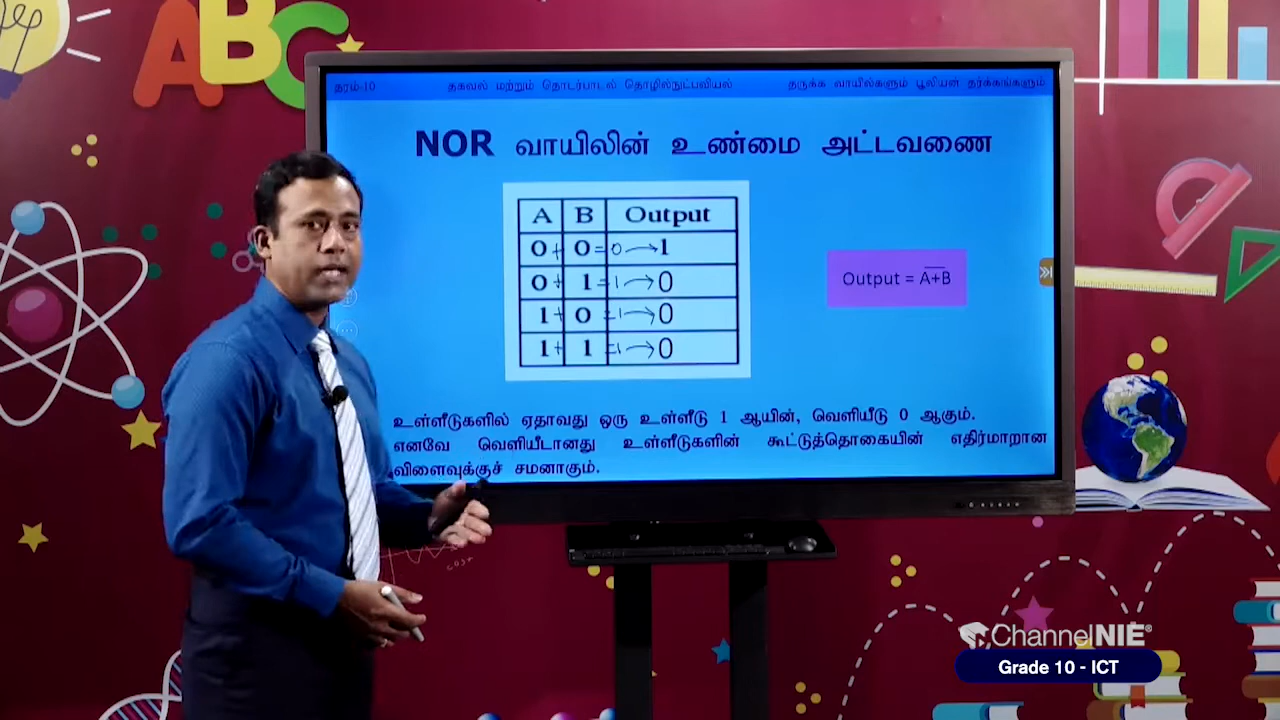 ABC
தரம்-10 தகவல் மற்றும் தொடர்பாடல் தொழில்நுட்பவியல் தருக்க வாயில்களும் பூலியன் தர்க்கங்களும்
NOR வாயிலின் உண்மை அட்டவணை
A B Output
0 + 0 = 0 → 1
0 + 1 = 1 → 0
1 + 0 = 1 → 0
1 + 1 = 1 → 0
Output = A̅+̅B̅
உள்ளீடுகளில் ஏதாவது ஒரு உள்ளீடு 1 ஆயின், வெளியீடு 0 ஆகும்.
எனவே வெளியீடானது உள்ளீடுகளின் கூட்டுத்தொகையின் எதிர்மாறான
விளைவுக்குச் சமனாகும்.
ChannelNIE®
Grade 10 - ICT